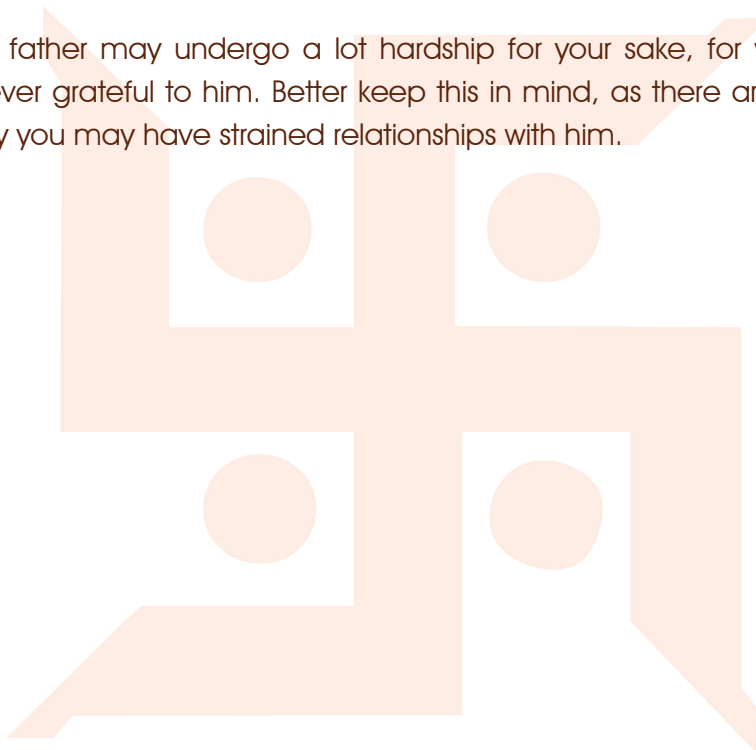 father may undergo a lot hardship for your sake, for
ver grateful to him. Better keep this in mind, as there
you may have strained relationships with him.